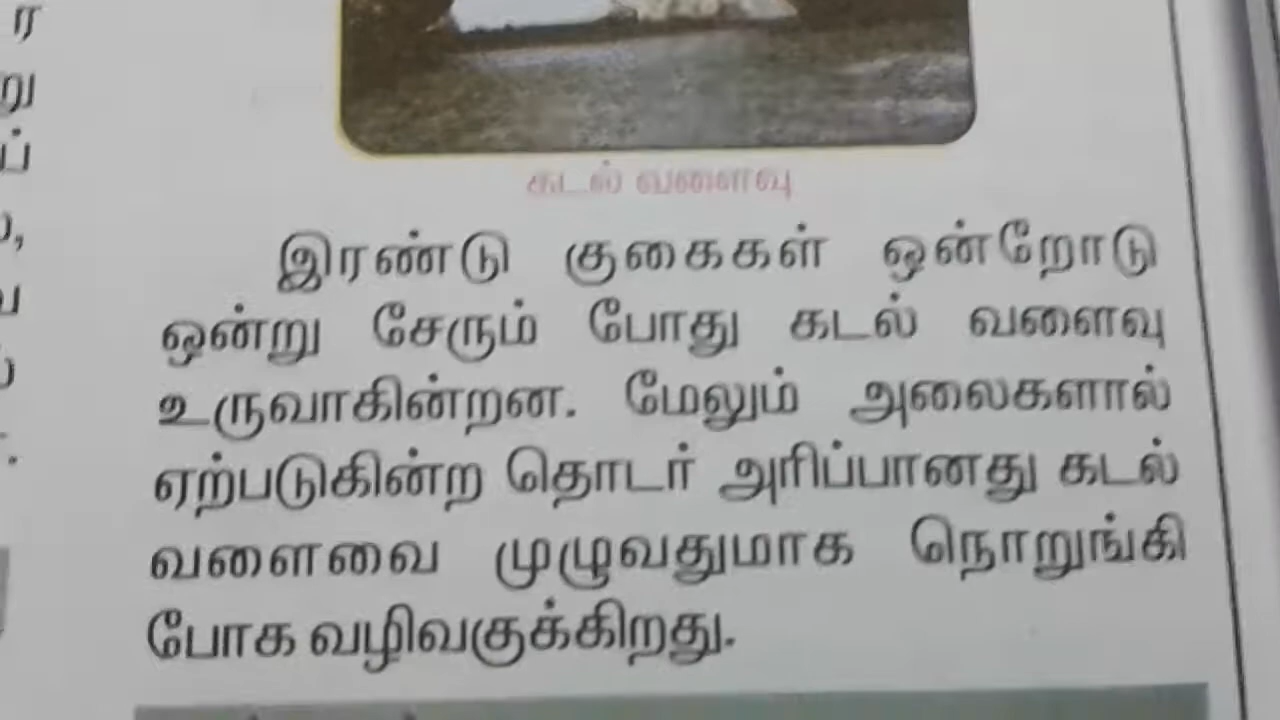 கடல் வளைவு
இரண்டு குகைகள் ஒன்றோடு
ஒன்று சேரும் போது கடல் வளைவு
உருவாகின்றன. மேலும் அலைகளால்
ஏற்படுகின்ற தொடர் அரிப்பானது கடல்
வளைவை முழுவதுமாக நொறுங்கி
போக வழிவகுக்கிறது.